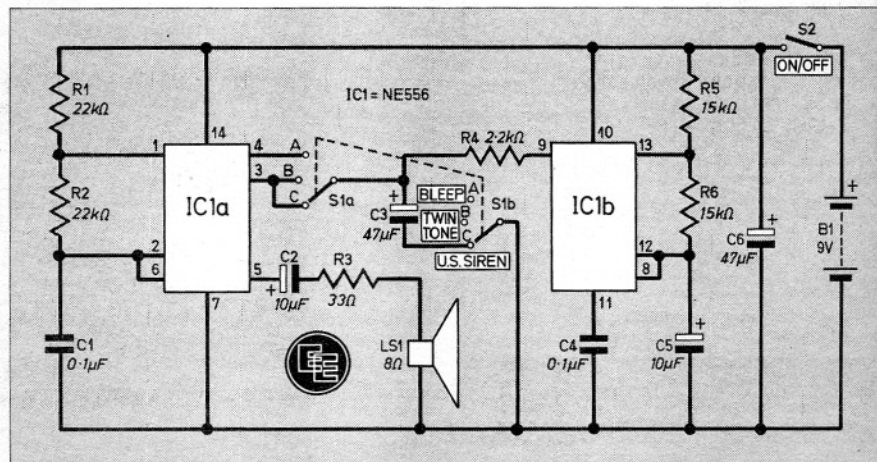 S2
ON/OFF
R1
22kΩ
R2
22kΩ
IC1 = NE556
1
14
4
3
2
6
5
7
IC1a
A
B
C
S1a
C3
47μF
BLEEP
TWIN
TONE
U.S. SIREN
A
B
C
S1b
R4
2·2kΩ
9
10
13
12
8
11
IC1b
R5
15kΩ
R6
15kΩ
C6
47μF
B1
9V
C2
10μF
R3
33Ω
LS1
8Ω
C1
0·1μF
C4
0·1μF
C5
10μF